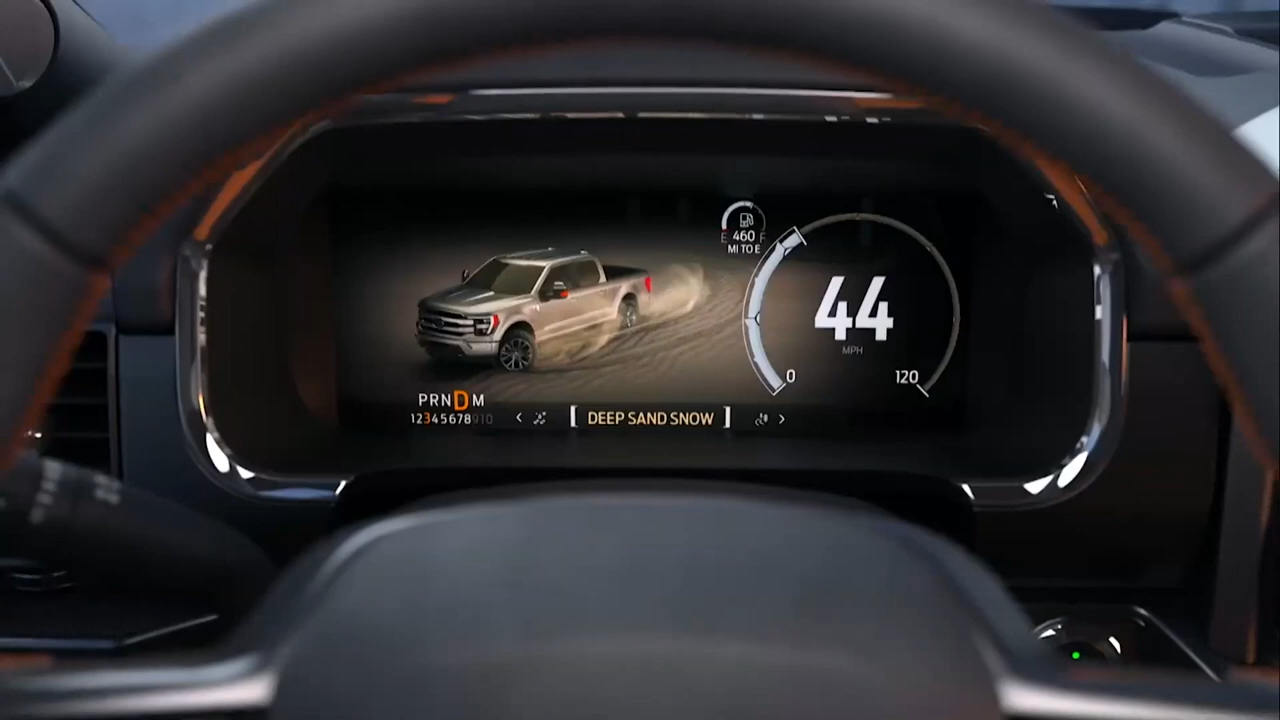 E 460 F
MI TO E
44
MPH
0
120
PRNDM
12345678910
DEEP SAND SNOW